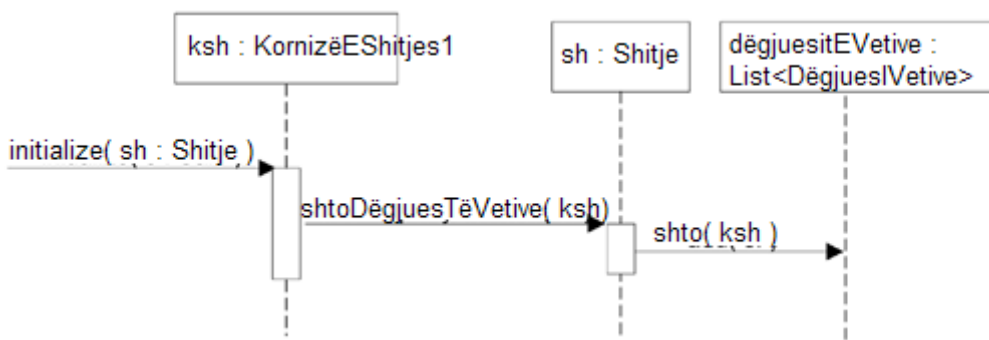 ksh : KornizëEShitjes1
sh : Shitje
dëgjuesitEVetive :
List<DëgjuesIVetive>
initialize( sh : Shitje )
shtoDëgjuesTëVetive( ksh)
shto( ksh )